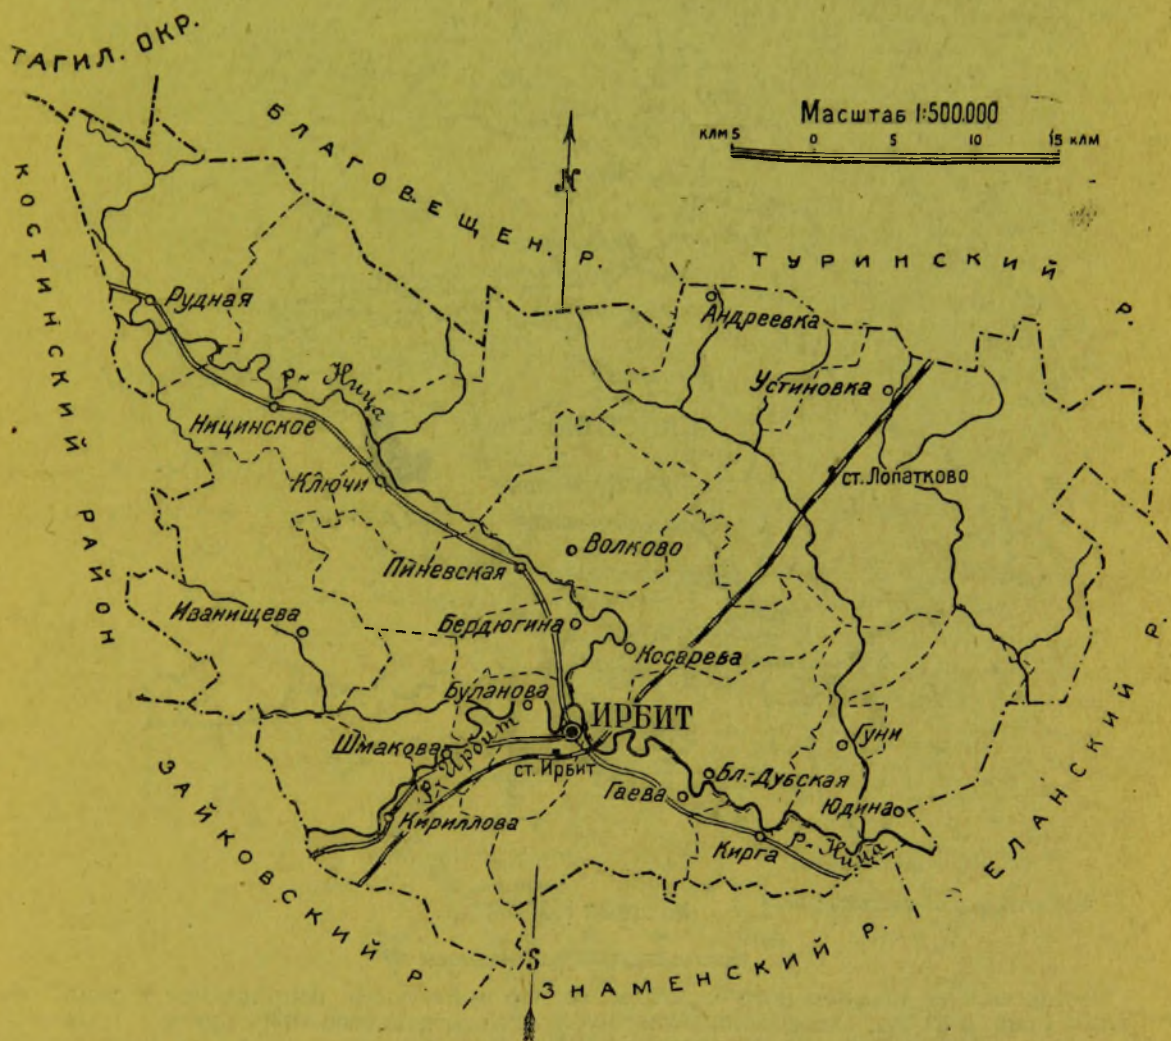 ТАГИЛ. ОКР.
БЛАГОВЕЩЕН. Р.
Масштаб 1:500.000
КЛМ 5 0 5 10 15 КЛМ
N
КОСТИНСКИЙ РАЙОН
ТУРИНСКИЙ Р.
Рудная
Андреевка
р-Ница
Устиновка
Ницинское
ст. Лопатково
Ключи
Волково
Пиневская
Иванищева
Бердюгина
Косарева
Буланова
ИРБИТ
Шмакова
р-Ирбит
ст. Ирбит
Гуни
Бл.-Дубская
Гаева
Юдина
Кириллова
Кирга
р-Ница
ЗАЙКОВСКИЙ Р.
ЕЛАНСКИЙ Р.
S
ЗНАМЕНСКИЙ Р.